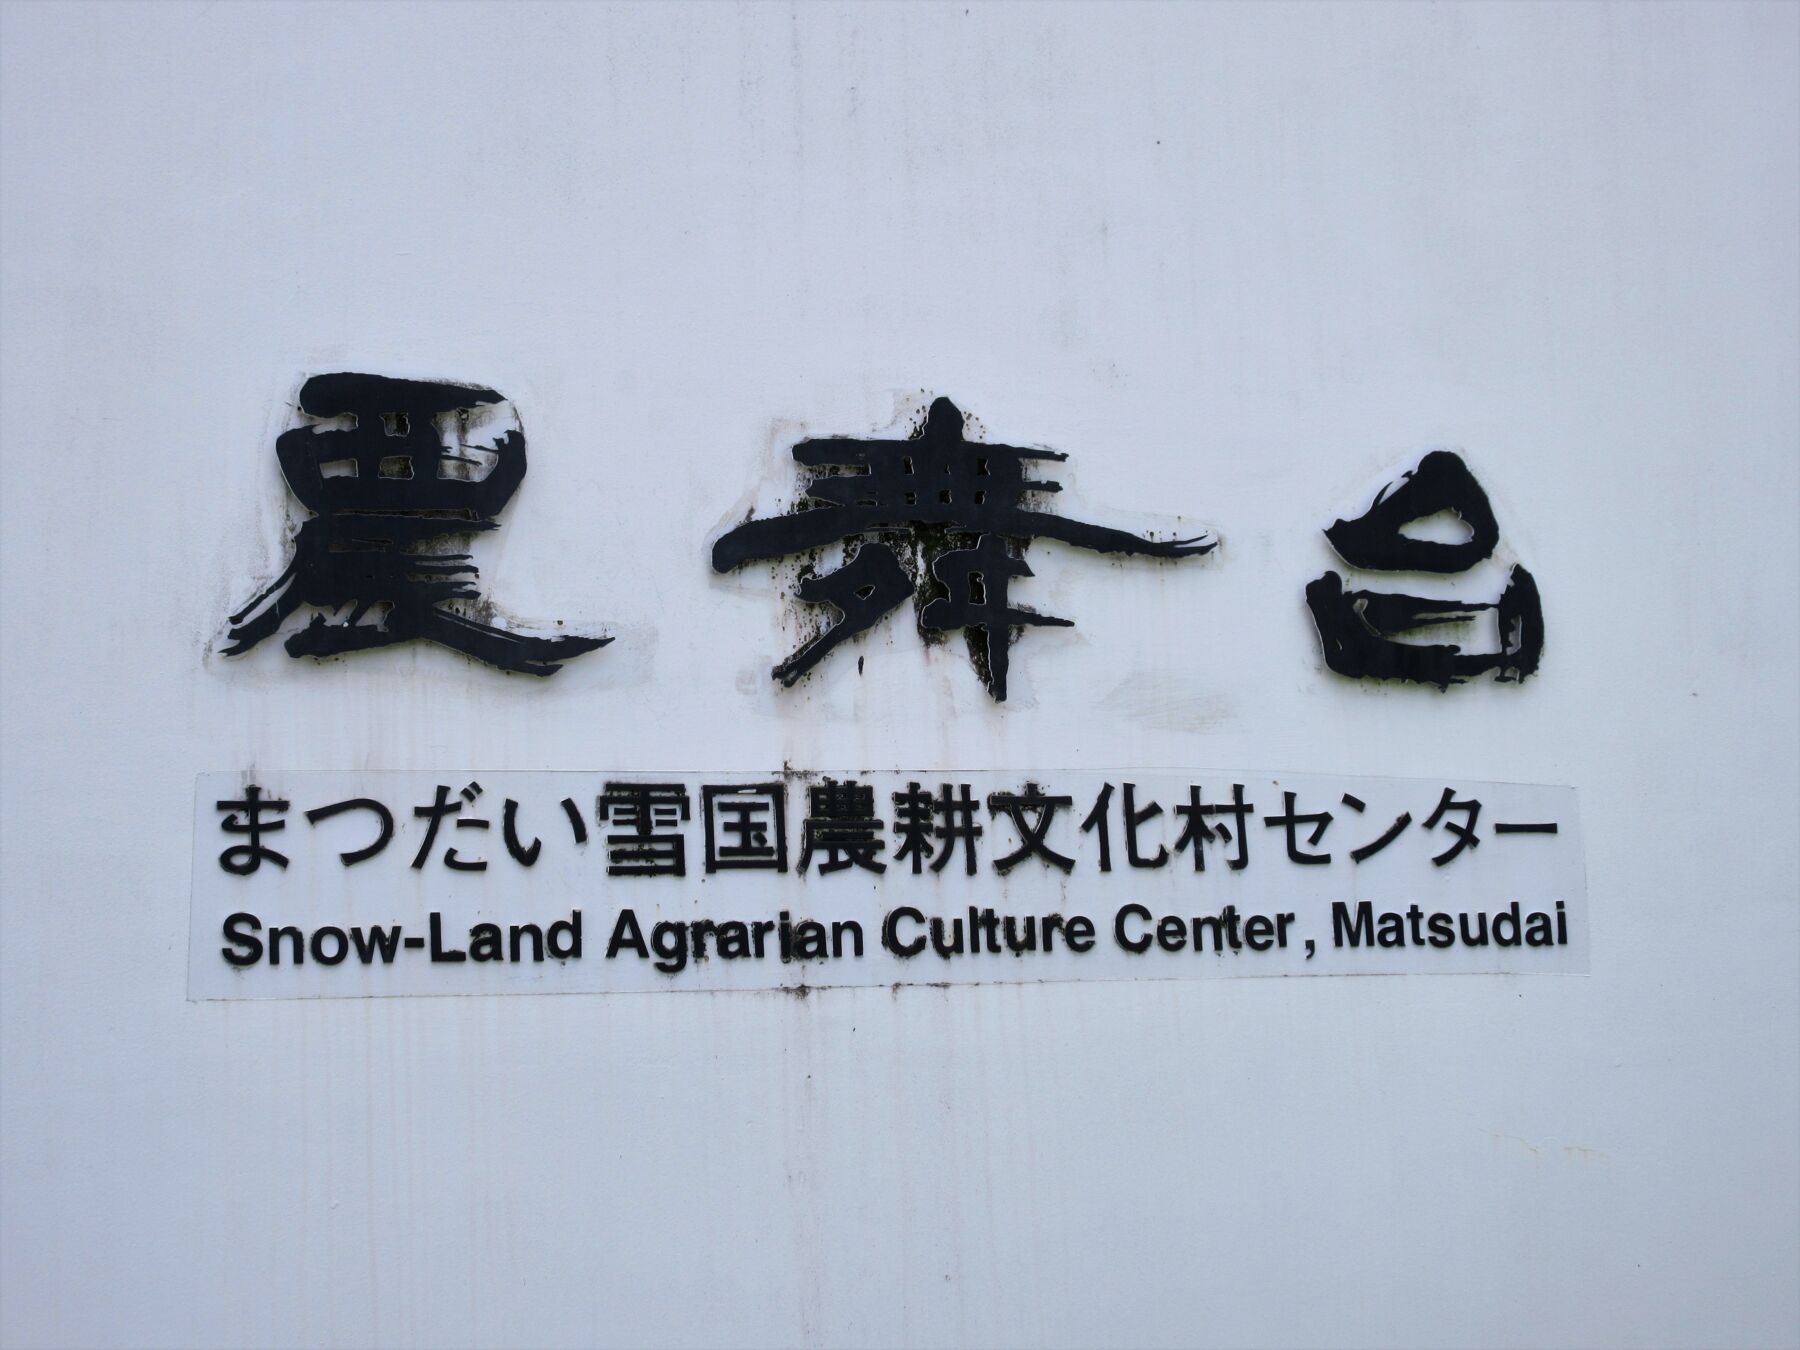 農舞台
まつだい雪国農耕文化村センター
Snow-Land Agrarian Culture Center, Matsudai